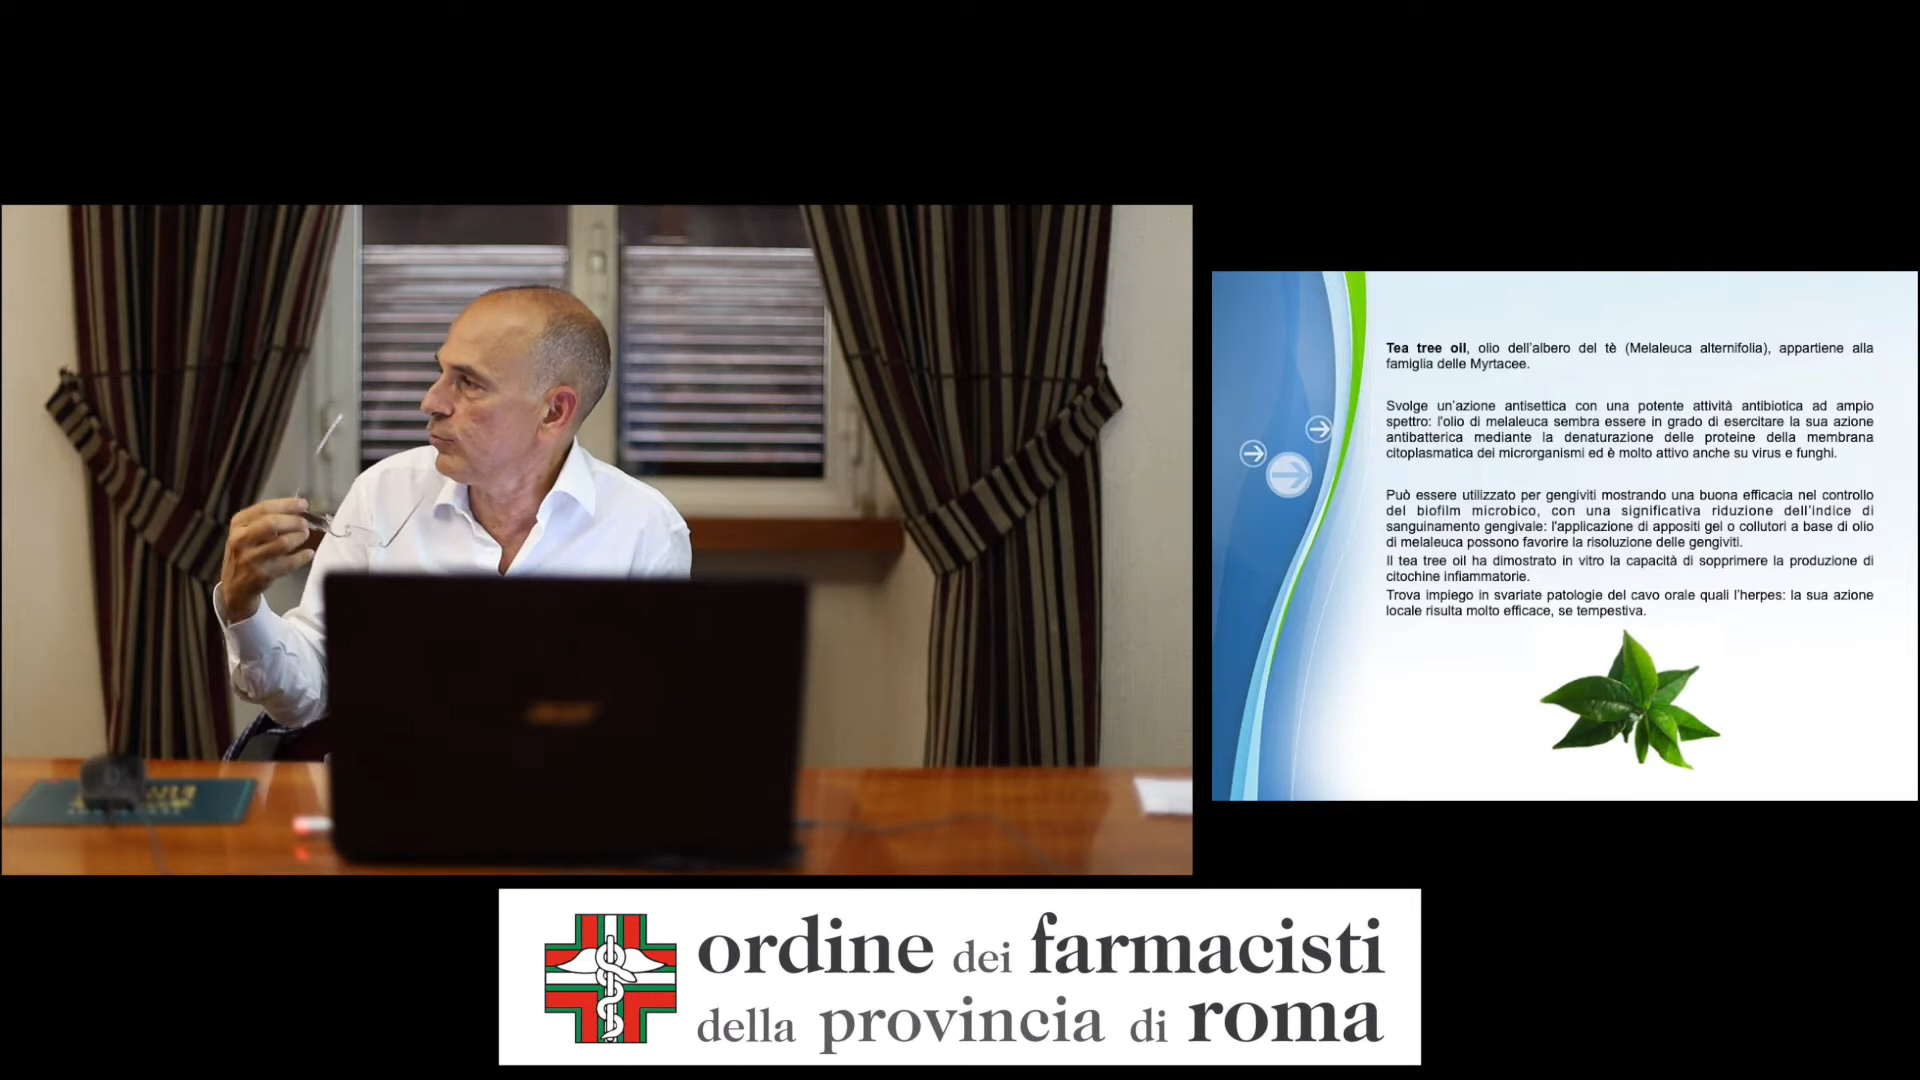 Tea tree oil, olio dell'albero del tè (Melaleuca alternifolia), appartiene alla
famiglia delle Myrtacee.
Svolge un'azione antisettica con una potente attività antibiotica ad ampio
spettro: l'olio di melaleuca sembra essere in grado di esercitare la sua azione
antibatterica mediante la denaturazione delle proteine della membrana
citoplasmatica dei microrganismi ed è molto attivo anche su virus e funghi.
Può essere utilizzato per gengiviti mostrando una buona efficacia nel controllo
del biofilm microbico, con una significativa riduzione dell'indice di
sanguinamento gengivale: l'applicazione di appositi gel o collutori a base di olio
di melaleuca possono favorire la risoluzione delle gengiviti.
Il tea tree oil ha dimostrato in vitro la capacità di sopprimere la produzione di
citochine infiammatorie.
Trova impiego in svariate patologie del cavo orale quali l'herpes: la sua azione
locale risulta molto efficace, se tempestiva.
acer
ordine dei farmacisti
della provincia di roma